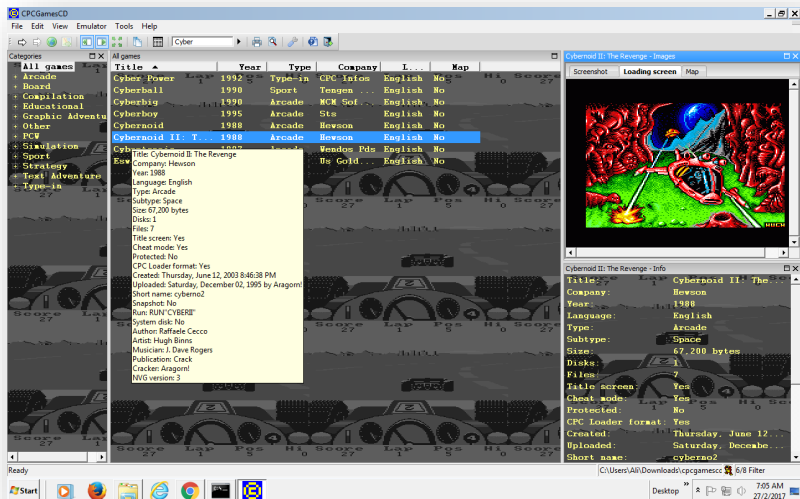 CPCGamesCD
File Edit View Emulator Tools Help
Cyber
Categories
All games
Arcade
Board
Compilation
Educational
Graphic Adventu
Other
PCW
Simulation
Sport
Strategy
Text Adventure
Type-in
All games
Title Year Type Company L... Map
Cyber Power 1992 Type-in CPC Infos English No
Cyberball 1990 Sport Tengen ... English No
Cyberbig 1990 Arcade MCM Sof... English No
Cyberboy 1995 Arcade Sts English No
Cybernoid 1988 Arcade Hewson English No
Cybernoid II: T... 1988 Arcade Hewson English No
Arcade Wendos Pds English No
Us Gold... English No
Title: Cybernoid II: The Revenge
Company: Hewson
Year: 1988
Language: English
Type: Arcade
Subtype: Space
Size: 67,200 bytes
Disks: 1
Files: 7
Title screen: Yes
Cheat mode: Yes
Protected: No
CPC Loader format: Yes
Created: Thursday, June 12, 2003 8:46:38 PM
Uploaded: Saturday, December 02, 1995 by Aragorn!
Short name: cyberno2
Snapshot: No
Run: RUN"CYBERII"
System disk: No
Author: Raffaele Cecco
Artist: Hugh Binns
Musician: J. Dave Rogers
Publication: Crack
Cracker: Aragorn!
NVG version: 3
Score Lap Pos Hi Score
27 1 5 0 27
Cybernoid II: The Revenge - Images
Screenshot Loading screen Map
HUGH
Cybernoid II: The Revenge - Info
Title: Cybernoid II: The...
Company: Hewson
Year: 1988
Language: English
Type: Arcade
Subtype: Space
Size: 67,200 bytes
Disks: 1
Files: 7
Title screen: Yes
Cheat mode: Yes
Protected: No
CPC Loader format: Yes
Created: Thursday, June 12...
Uploaded: Saturday, Decembe...
Short name: cyberno2
Ready
C:\Users\Ali\Downloads\cpcgamescc
6/8 Filter
Start
Desktop
7:05 AM
27/2/2017